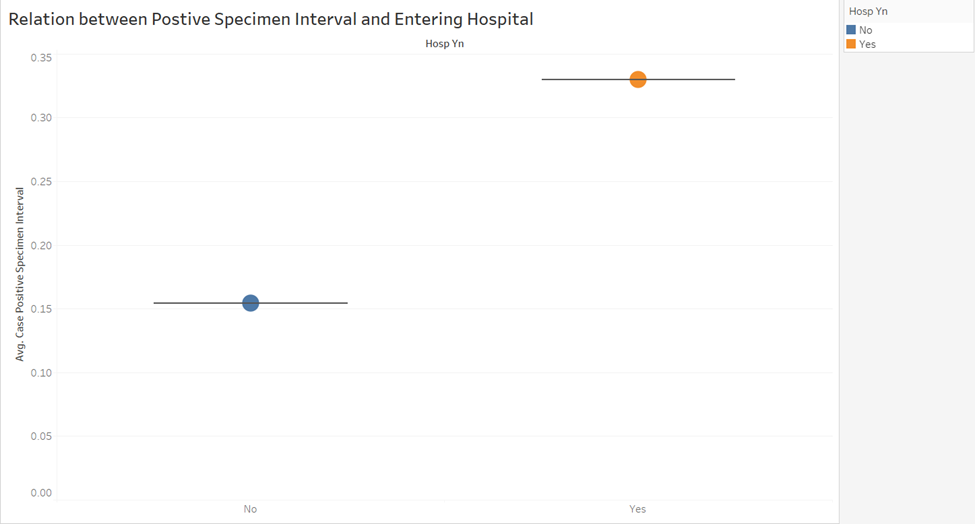 Relation between Postive Specimen Interval and Entering Hospital
Hosp Yn
Hosp Yn
No
Yes
0.35
0.30
0.25
0.20
0.15
0.10
0.05
0.00
Avg. Case Positive Specimen Interval
No
Yes